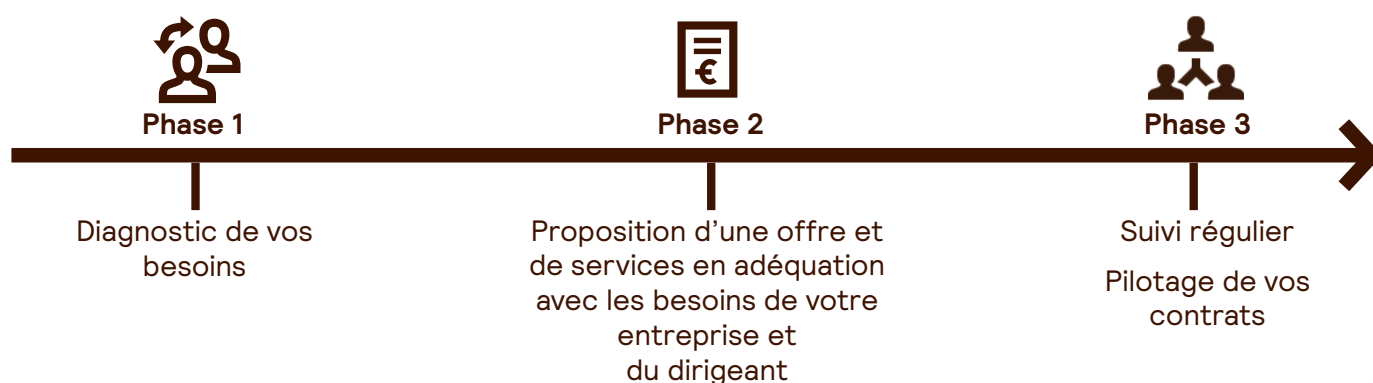 Phase 1
Phase 2
Phase 3
Diagnostic de vos
besoins
Proposition d’une offre et
de services en adéquation
avec les besoins de votre
entreprise et
du dirigeant
Suivi régulier
Pilotage de vos
contrats